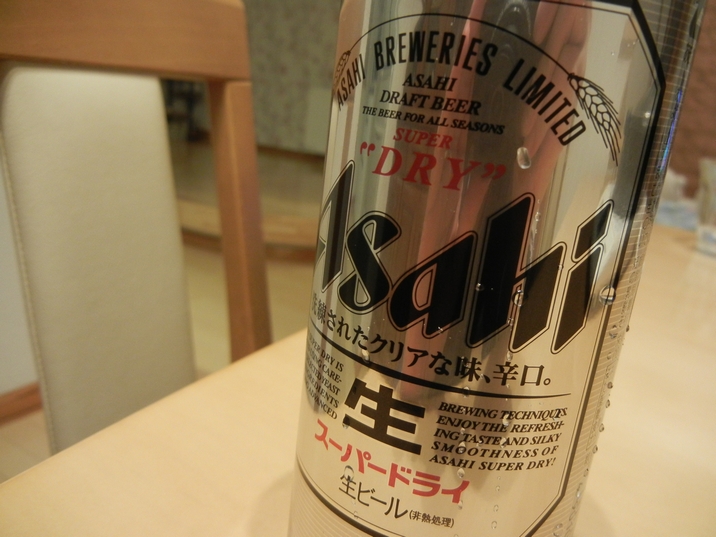 ASAHI BREWERIES LIMITED
ASAHI
DRAFT BEER
THE BEER FOR ALL SEASONS
SUPER
“DRY”
Asahi
されたクリアな味、辛口。
生
BREWING TECHNIQUES.
ENJOY THE REFRESH-
ING TASTE AND SILKY
SMOOTHNESS OF
ASAHI SUPER DRY!
スーパードライ
生ビール(非熱処理)